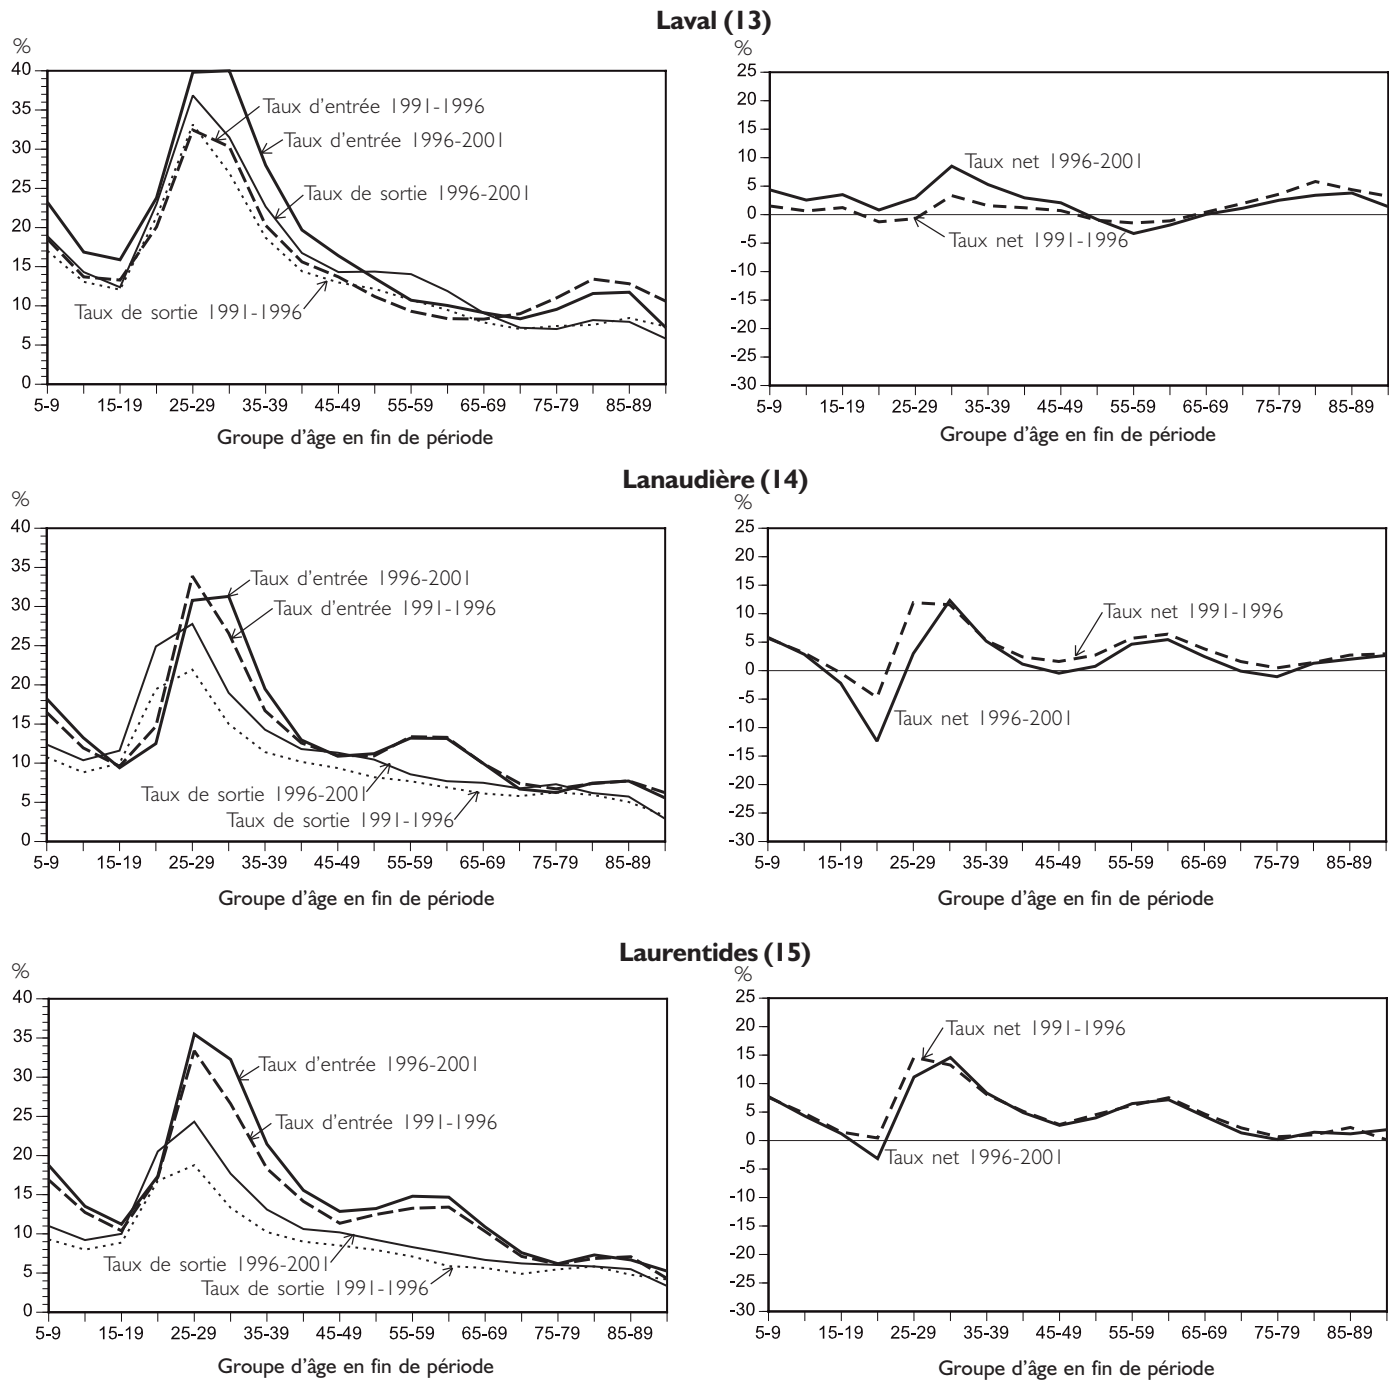 Laval (13)
%
40
35
30
25
20
15
10
5
0
Taux d'entrée 1991-1996
Taux d'entrée 1996-2001
Taux de sortie 1996-2001
Taux de sortie 1991-1996
5-9 15-19 25-29 35-39 45-49 55-59 65-69 75-79 85-89
Groupe d'âge en fin de période
%
25
20
15
10
5
0
-5
-10
-15
-20
-25
-30
Taux net 1996-2001
Taux net 1991-1996
5-9 15-19 25-29 35-39 45-49 55-59 65-69 75-79 85-89
Groupe d'âge en fin de période
Lanaudière (14)
%
40
35
30
25
20
15
10
5
0
Taux d'entrée 1996-2001
Taux d'entrée 1991-1996
Taux de sortie 1996-2001
Taux de sortie 1991-1996
5-9 15-19 25-29 35-39 45-49 55-59 65-69 75-79 85-89
Groupe d'âge en fin de période
%
25
20
15
10
5
0
-5
-10
-15
-20
-25
-30
Taux net 1991-1996
Taux net 1996-2001
5-9 15-19 25-29 35-39 45-49 55-59 65-69 75-79 85-89
Groupe d'âge en fin de période
Laurentides (15)
%
40
35
30
25
20
15
10
5
0
Taux d'entrée 1996-2001
Taux d'entrée 1991-1996
Taux de sortie 1996-2001
Taux de sortie 1991-1996
5-9 15-19 25-29 35-39 45-49 55-59 65-69 75-79 85-89
Groupe d'âge en fin de période
%
25
20
15
10
5
0
-5
-10
-15
-20
-25
-30
Taux net 1991-1996
Taux net 1996-2001
5-9 15-19 25-29 35-39 45-49 55-59 65-69 75-79 85-89
Groupe d'âge en fin de période